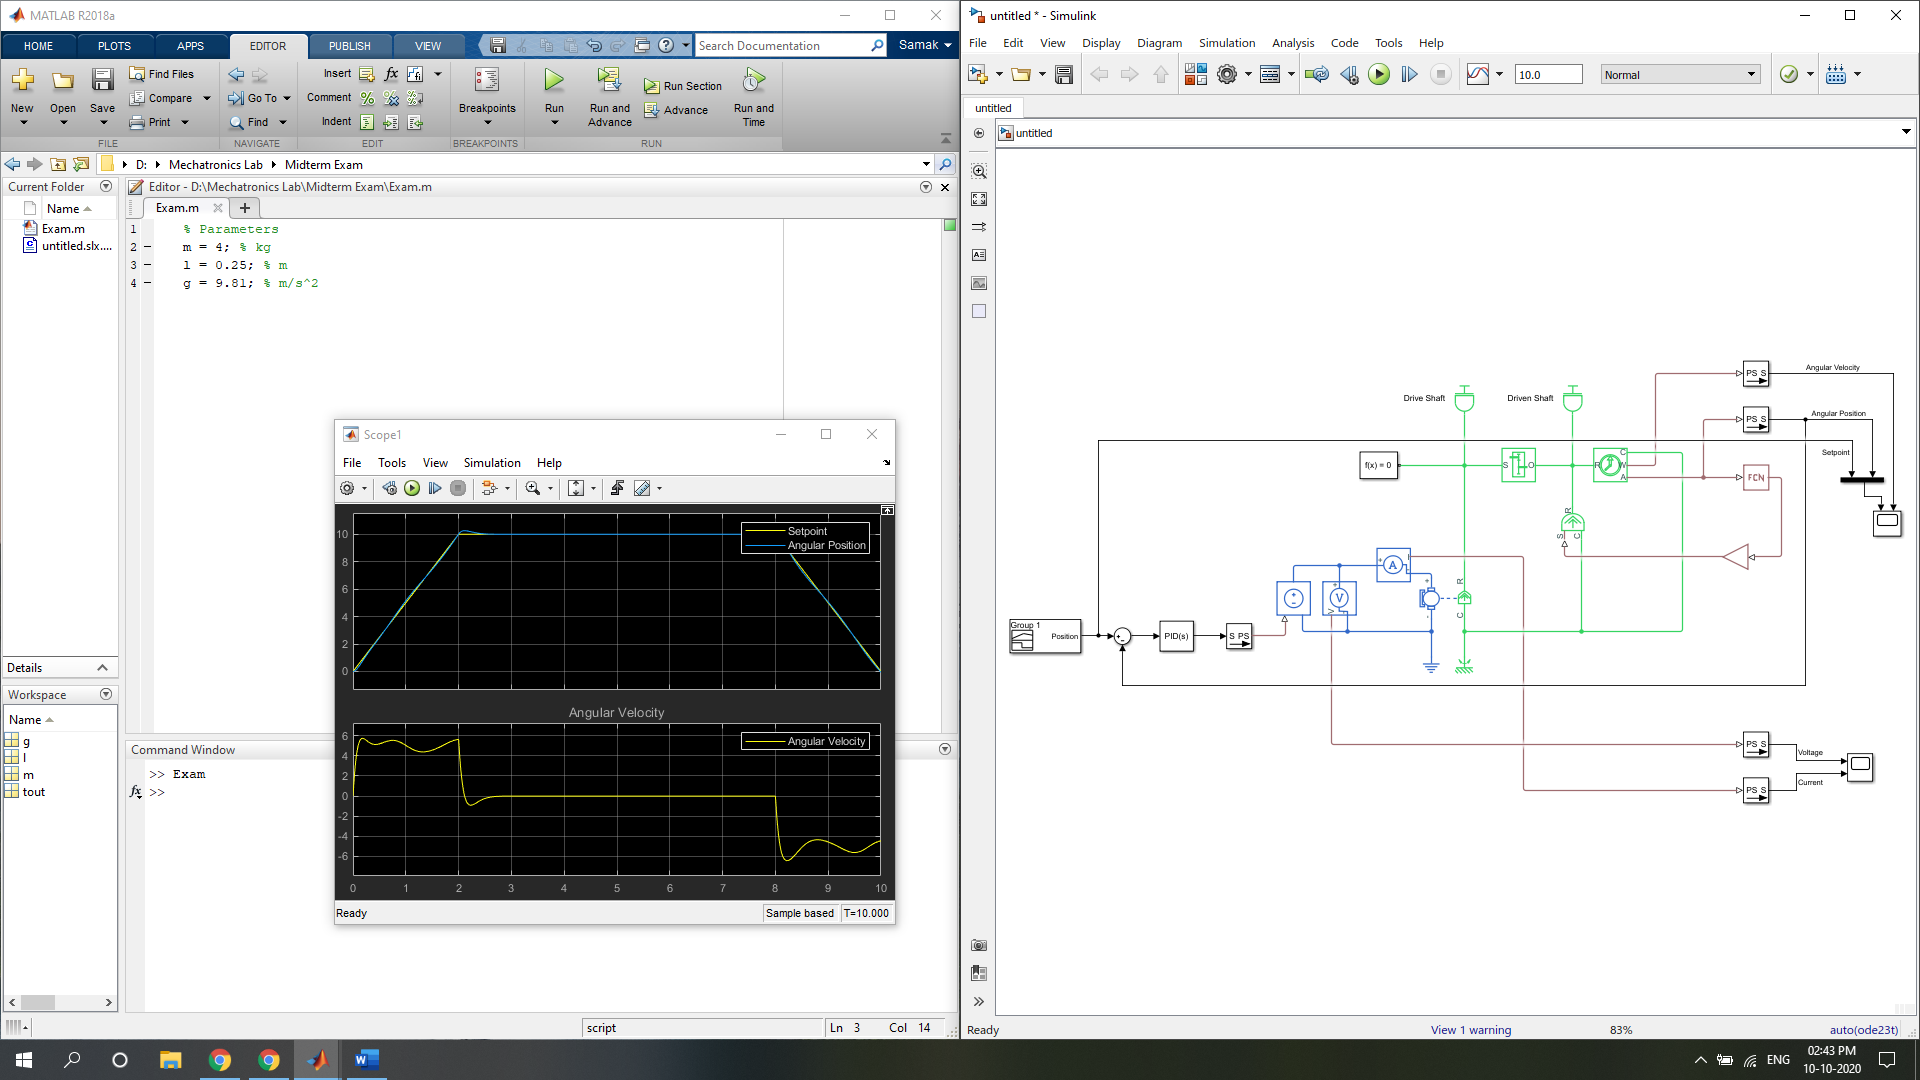 MATLAB R2018a
HOME PLOTS APPS EDITOR PUBLISH VIEW
Search Documentation
Samak
New
Open
Save
Find Files
Compare
Print
Go To
Find
Insert
Comment
Indent
fx
Breakpoints
Run
Run and Advance
Run Section
Advance
Run and Time
FILE NAVIGATE EDIT BREAKPOINTS RUN
D: Mechatronics Lab Midterm Exam
Current Folder
Name
Exam.m
untitled.slx....
Details
Workspace
Name
g
l
m
tout
Editor - D:\Mechatronics Lab\Midterm Exam\Exam.m
Exam.m
1 % Parameters
2 – m = 4; % kg
3 – l = 0.25; % m
4 – g = 9.81; % m/s^2
Command Window
>> Exam
fx >>
script
Ln 3 Col 14
Scope1
File Tools View Simulation Help
Setpoint
Angular Position
10
8
6
4
2
0
Angular Velocity
Angular Velocity
6
4
2
0
-2
-4
-6
0 1 2 3 4 5 6 7 8 9 10
Ready
Sample based
T=10.000
untitled * - Simulink
File Edit View Display Diagram Simulation Analysis Code Tools Help
10.0
Normal
untitled
untitled
PS S
Angular Velocity
PS S
Angular Position
Setpoint
Drive Shaft
Driven Shaft
f(x) = 0
S O
R C W A
FCN
S R C
A
I
V
V
R
C
Group 1
Position
PID(s)
S PS
PS S
Voltage
PS S
Current
Ready
View 1 warning
83%
auto(ode23t)
ENG
02:43 PM
10-10-2020